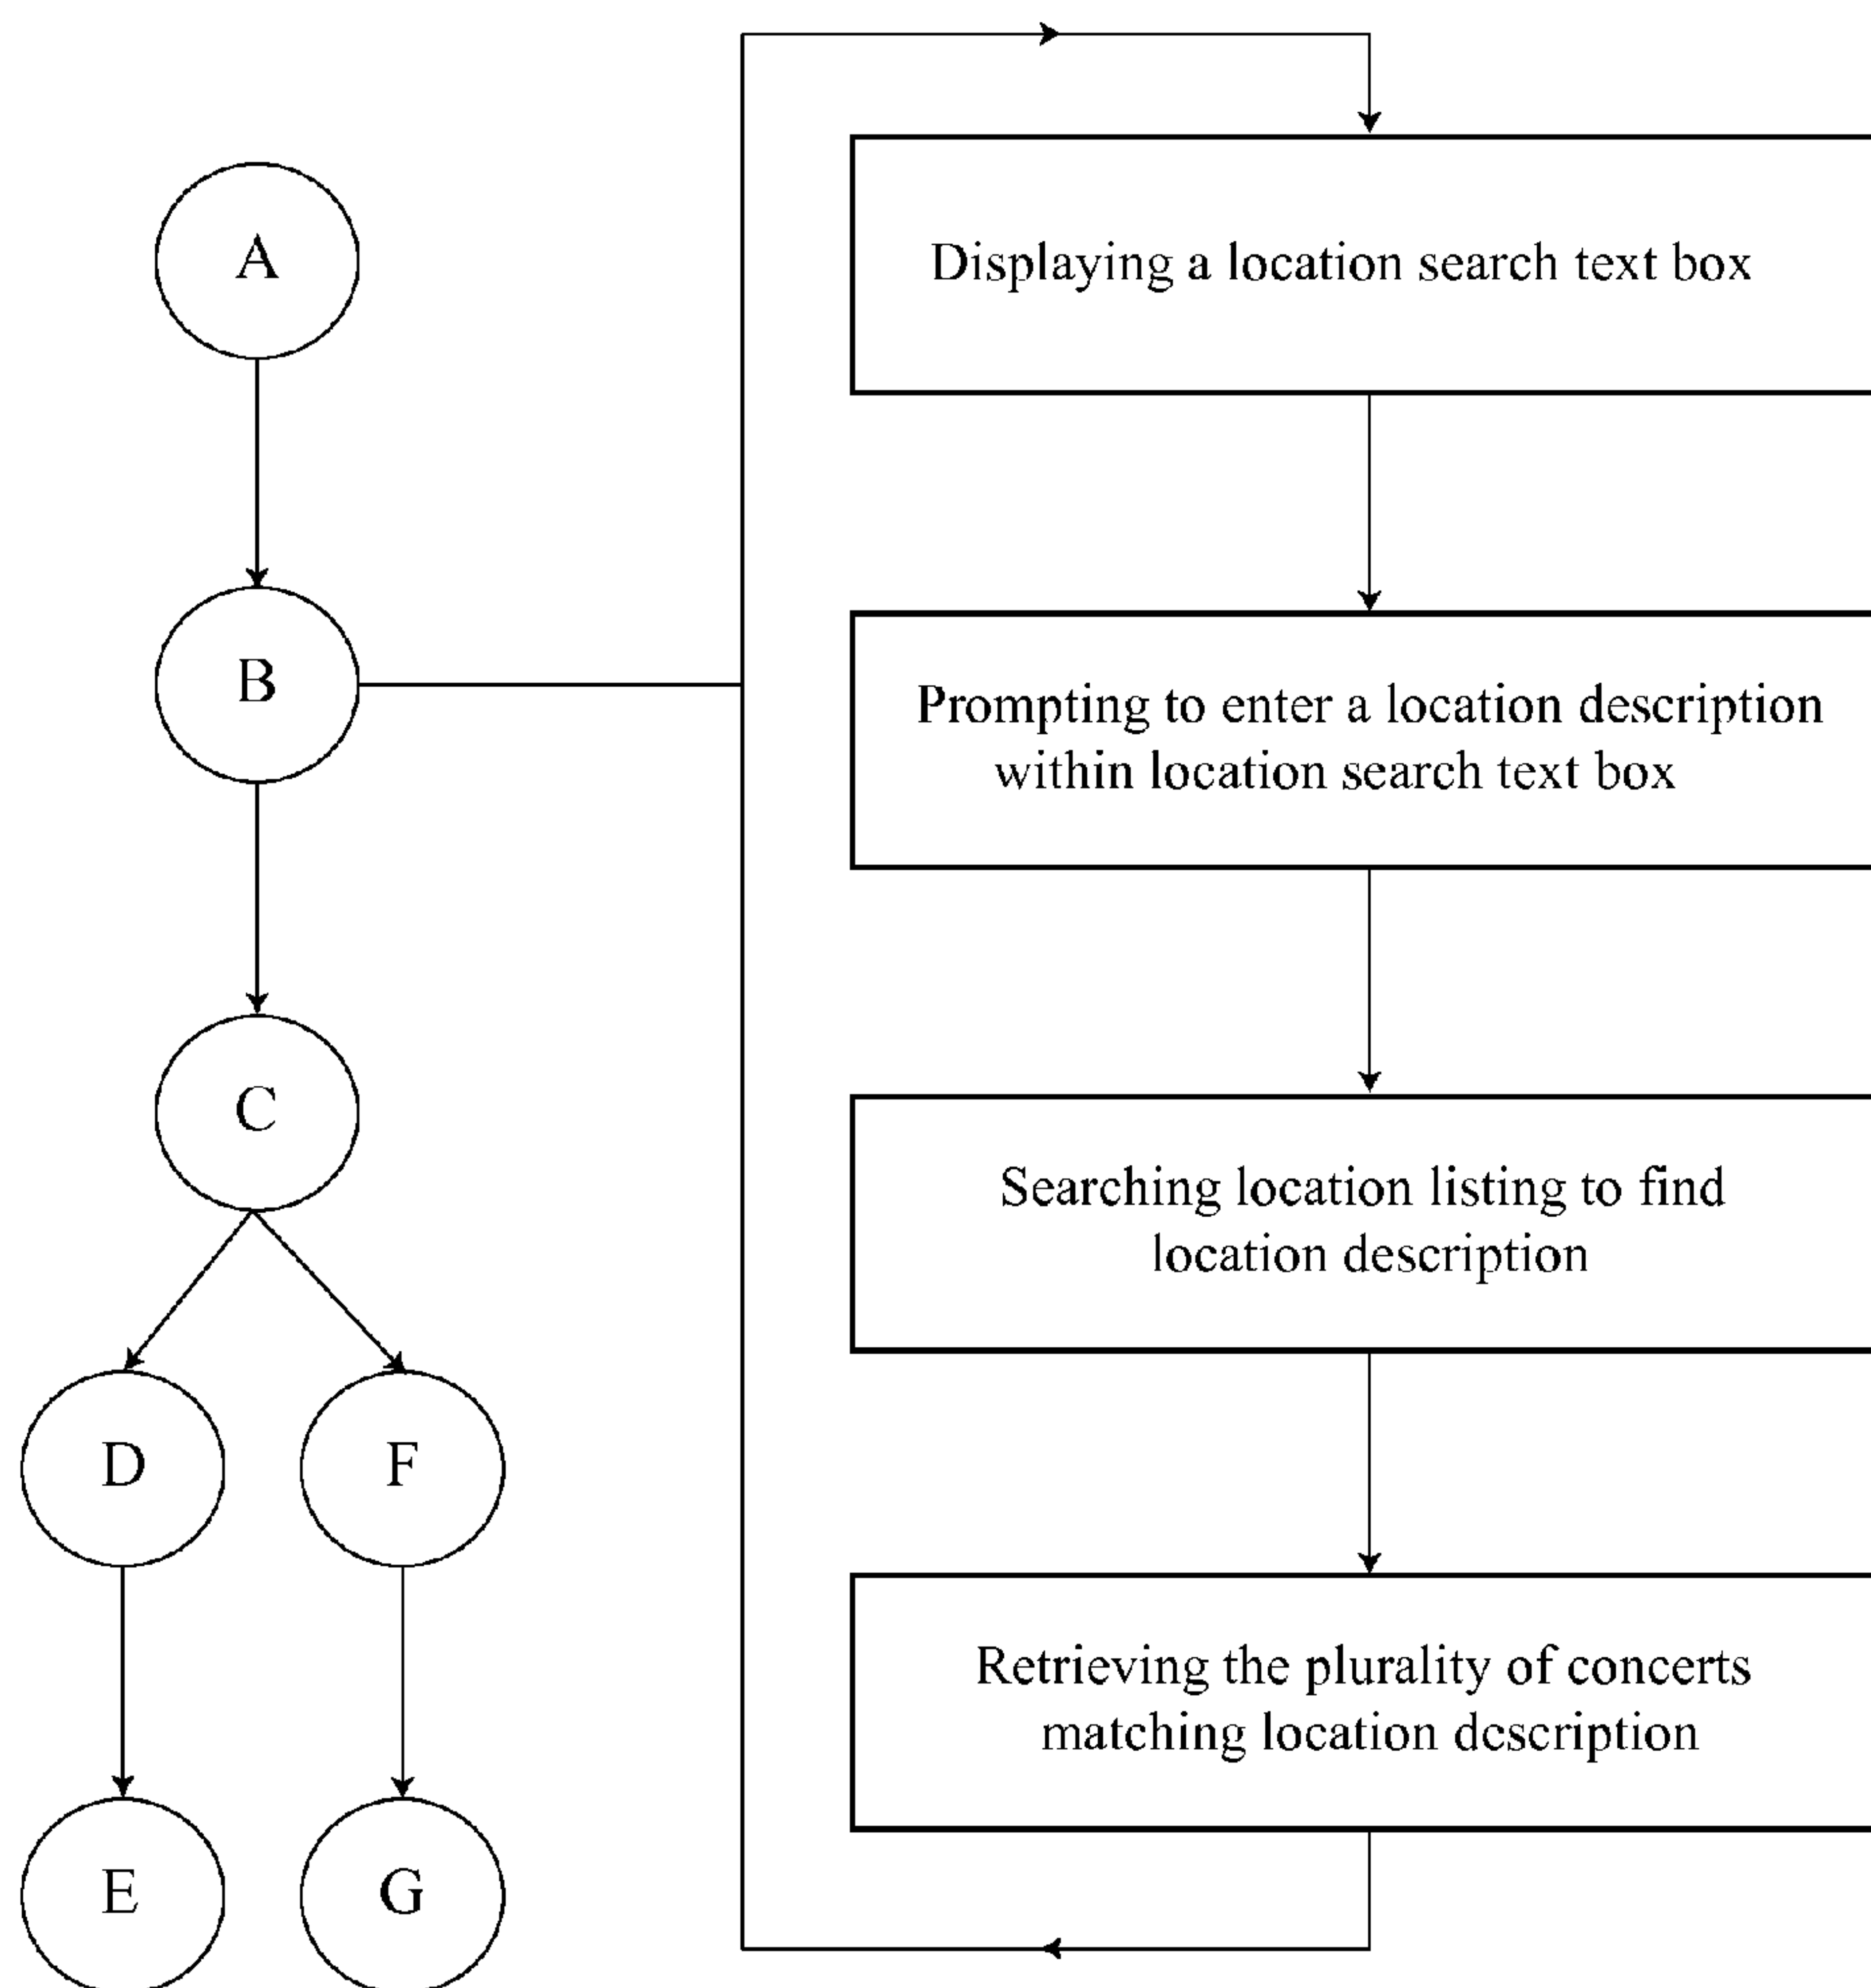 A
B
C
D
F
E
G
Displaying a location search text box
Prompting to enter a location description
within location search text box
Searching location listing to find
location description
Retrieving the plurality of concerts
matching location description